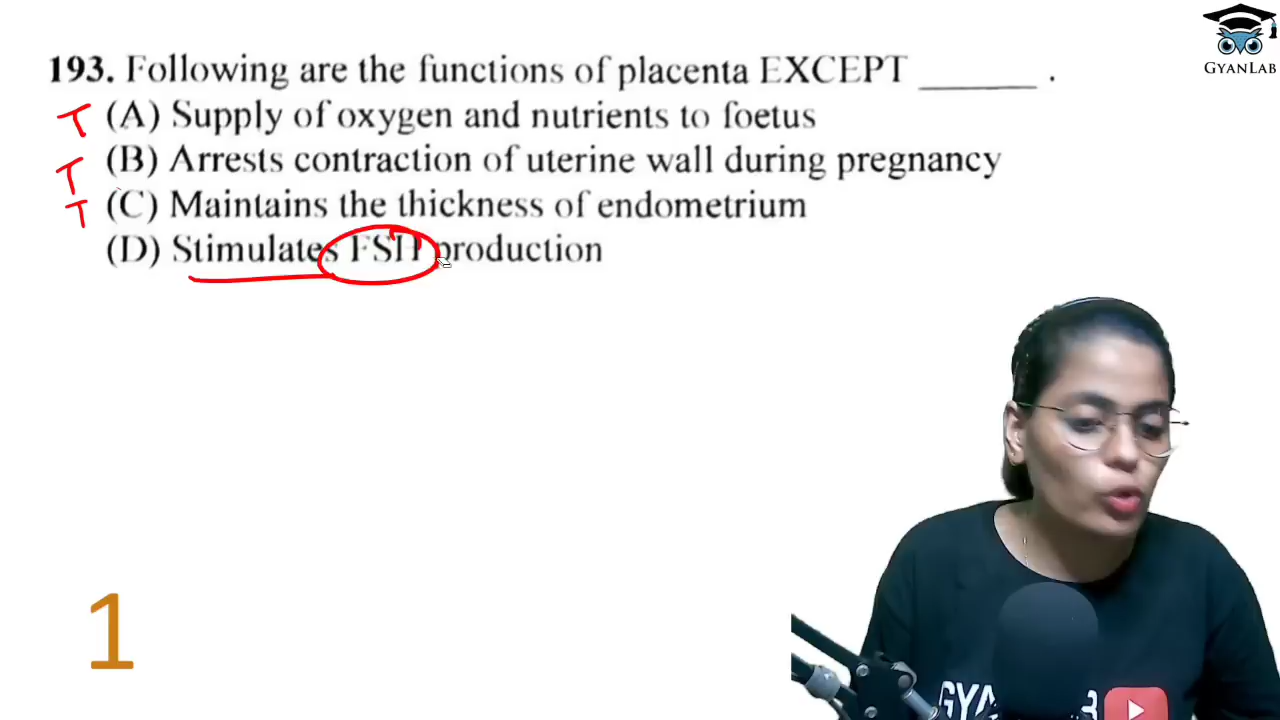 GYANLAB
193. Following are the functions of placenta EXCEPT _______ .
T (A) Supply of oxygen and nutrients to foetus
T (B) Arrests contraction of uterine wall during pregnancy
T (C) Maintains the thickness of endometrium
(D) Stimulates FSH production
1